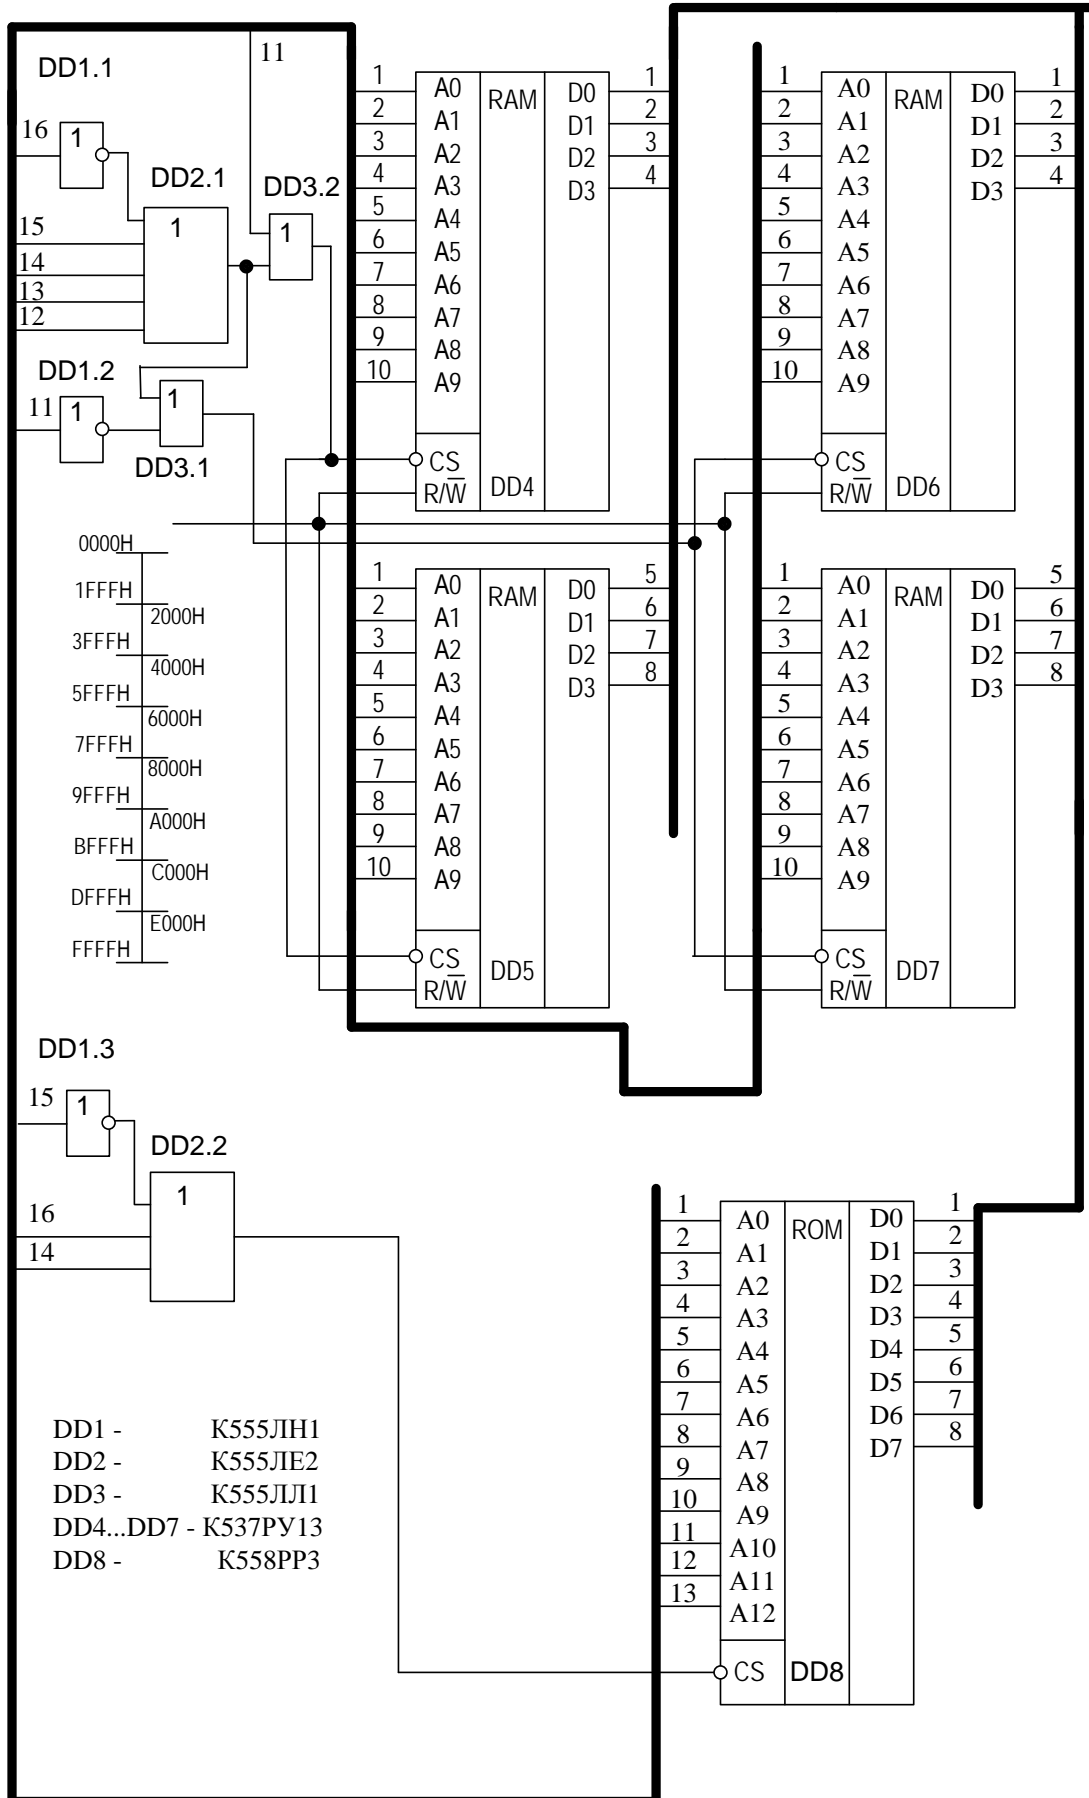 DD1.1
11
16
1
DD2.1
1
DD3.2
1
15
14
13
12
DD1.2
11
1
1
DD3.1
1 A0 RAM D0 1
2 A1 D1 2
3 A2 D2 3
4 A3 D3 4
5 A4
6 A5
7 A6
8 A7
9 A8
10 A9
CS
R/W̅ DD4
1 A0 RAM D0 1
2 A1 D1 2
3 A2 D2 3
4 A3 D3 4
5 A4
6 A5
7 A6
8 A7
9 A8
10 A9
CS
R/W̅ DD6
0000H
1FFFH
2000H
3FFFH
4000H
5FFFH
6000H
7FFFH
8000H
9FFFH
A000H
BFFFH
C000H
DFFFH
E000H
FFFFH
1 A0 RAM D0 5
2 A1 D1 6
3 A2 D2 7
4 A3 D3 8
5 A4
6 A5
7 A6
8 A7
9 A8
10 A9
CS
R/W̅ DD5
1 A0 RAM D0 5
2 A1 D1 6
3 A2 D2 7
4 A3 D3 8
5 A4
6 A5
7 A6
8 A7
9 A8
10 A9
CS
R/W̅ DD7
DD1.3
15
1
DD2.2
1
16
14
1 A0 ROM D0 1
2 A1 D1 2
3 A2 D2 3
4 A3 D3 4
5 A4 D4 5
6 A5 D5 6
7 A6 D6 7
8 A7 D7 8
9 A8
10 A9
11 A10
12 A11
13 A12
CS DD8
DD1 - К555ЛН1
DD2 - К555ЛЕ2
DD3 - К555ЛЛ1
DD4...DD7 - К537РУ13
DD8 - К558РР3